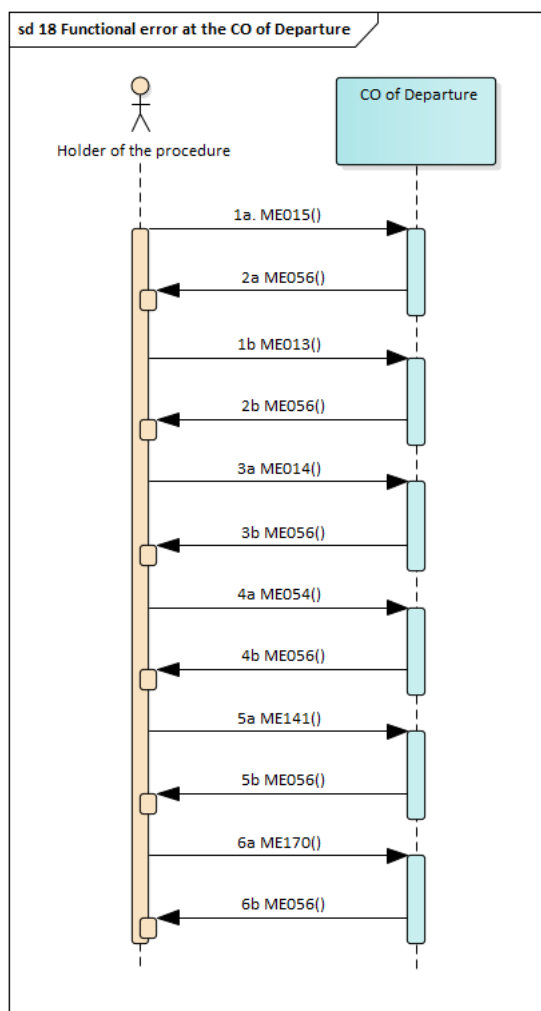 sd 18 Functional error at the CO of Departure
CO of Departure
Holder of the procedure
1a. ME015()
2a ME056()
1b ME013()
2b ME056()
3a ME014()
3b ME056()
4a ME054()
4b ME056()
5a ME141()
5b ME056()
6a ME170()
6b ME056()